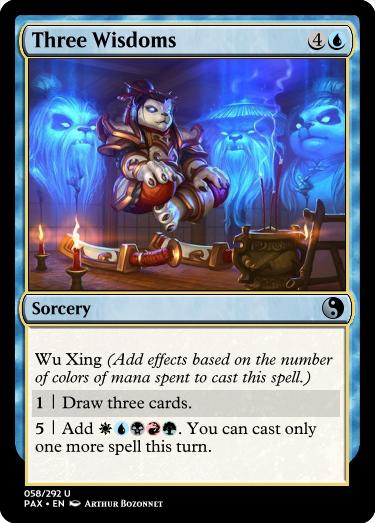 Three Wisdoms 4
Sorcery
Wu Xing (Add effects based on the number
of colors of mana spent to cast this spell.)
1 | Draw three cards.
5 | Add . You can cast only
one more spell this turn.
058/292 U
PAX • EN Arthur Bozonnet